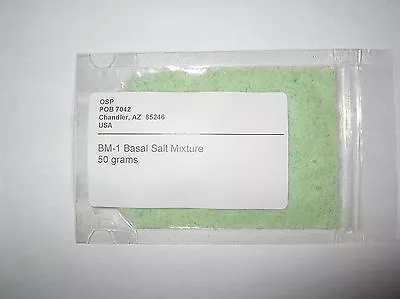 OSP
POB 7042
Chandler, AZ 85246
USA
BM-1 Basal Salt Mixture
50 grams